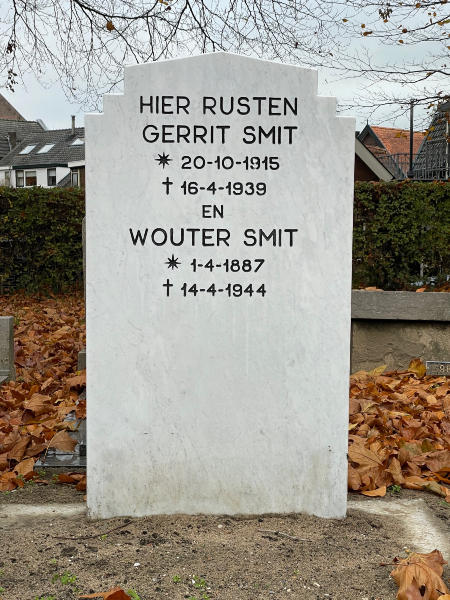 HIER RUSTEN
GERRIT SMIT
✴ 20-10-1915
† 16-4-1939
EN
WOUTER SMIT
✴ 1-4-1887
† 14-4-1944